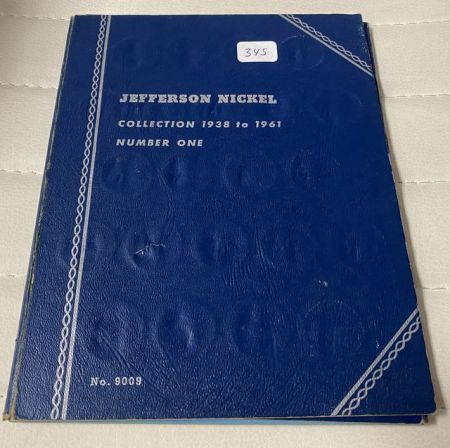 345
JEFFERSON NICKEL
COLLECTION 1938 to 1961
NUMBER ONE
No. 9009